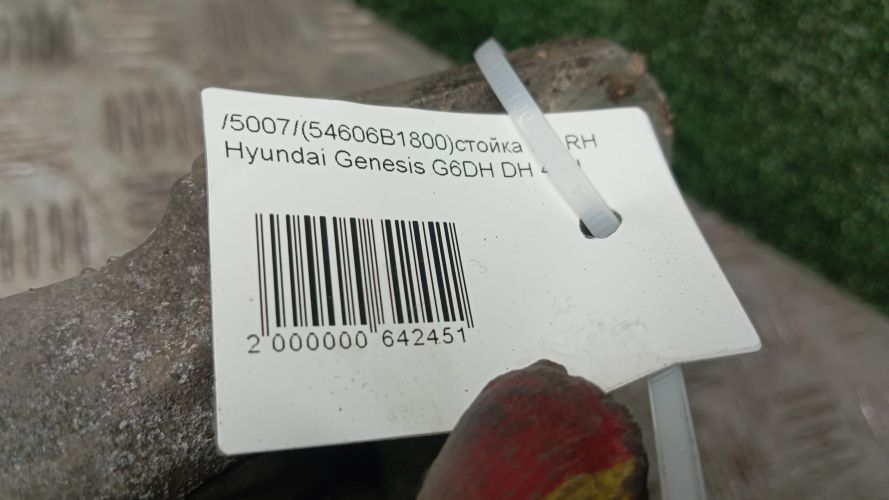 /5007/(54606B1800)стойка RH
Hyundai Genesis G6DH DH
2 000000 642451